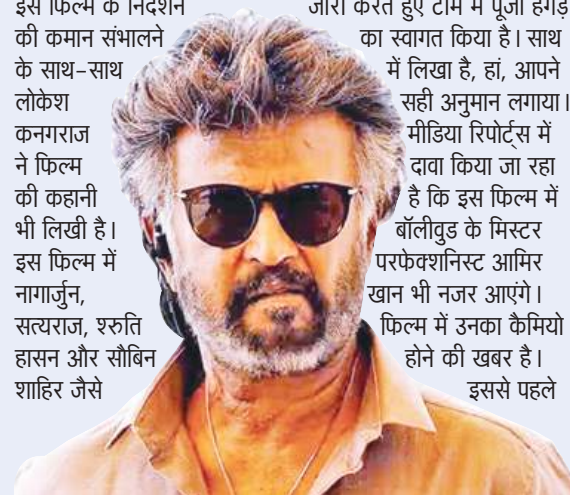 इस फिल्म के निर्देशन
की कमान संभालने
के साथ-साथ
लोकेश
कनगराज
ने फिल्म
की कहानी
भी लिखी है।
इस फिल्म में
नागार्जुन,
सत्यराज, श्रुति
हासन और सौबिन
शाहिर जैसे
जारी करते हुए टीम में पूजा हेगड़े
का स्वागत किया है। साथ
में लिखा है, हां, आपने
सही अनुमान लगाया।
मीडिया रिपोर्ट्स में
दावा किया जा रहा
है कि इस फिल्म में
बॉलीवुड के मिस्टर
परफेक्शनिस्ट आमिर
खान भी नजर आएंगे।
फिल्म में उनका कैमियो
होने की खबर है।
इससे पहले